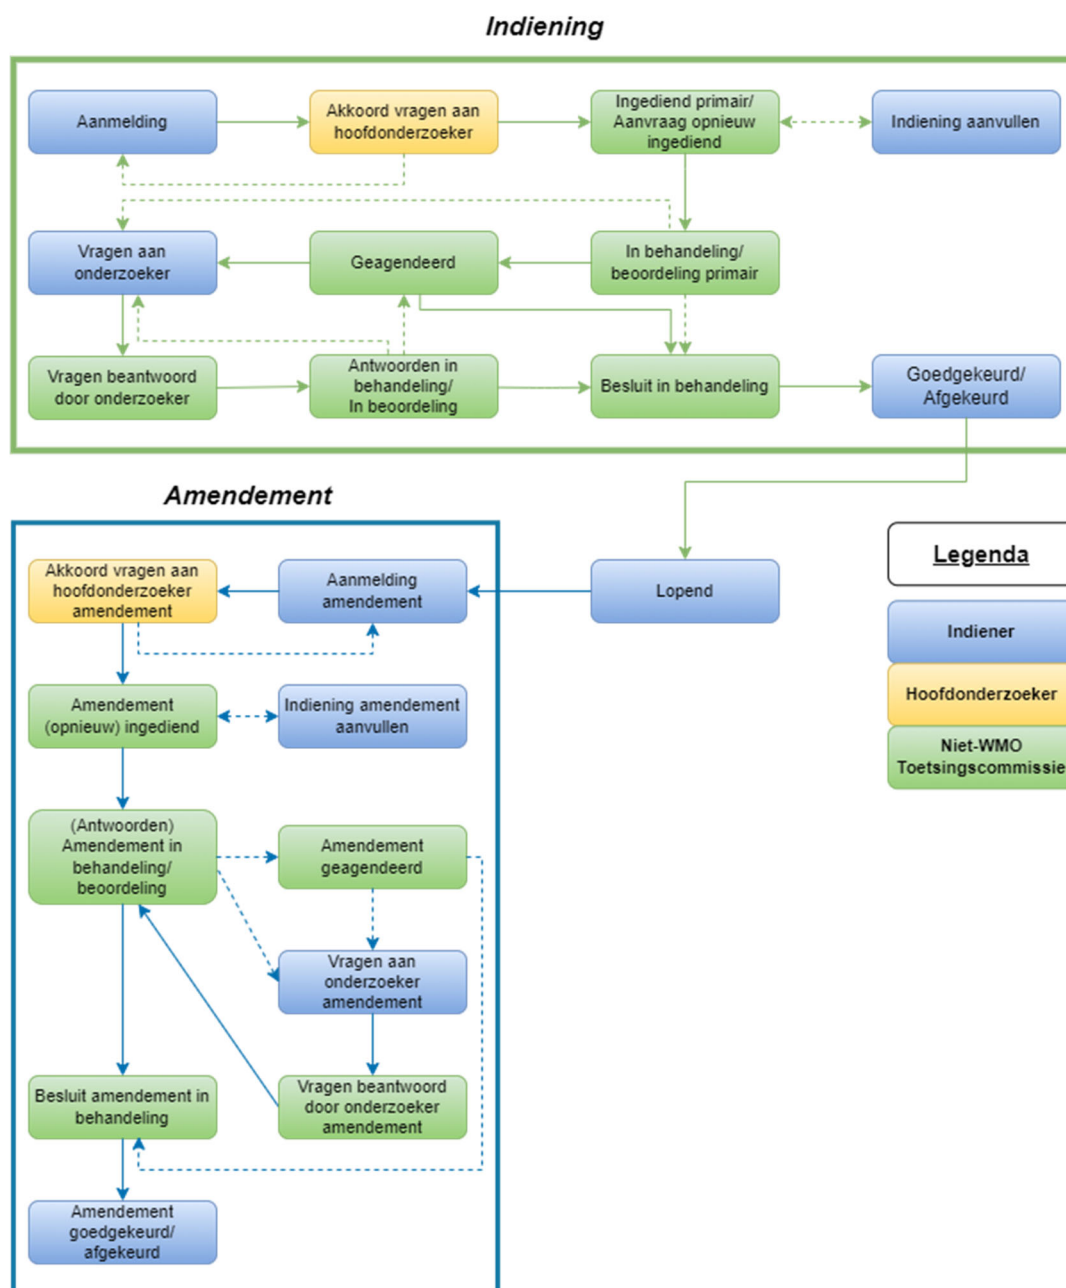 Indiening
Aanmelding
Akkoord vragen aan
hoofdonderzoeker
Ingediend primair/
Aanvraag opnieuw
ingediend
Indiening aanvullen
Vragen aan
onderzoeker
Geagendeerd
In behandeling/
beoordeling primair
Vragen beantwoord
door onderzoeker
Antwoorden in
behandeling/
In beoordeling
Besluit in behandeling
Goedgekeurd/
Afgekeurd
Amendement
Akkoord vragen aan
hoofdonderzoeker
amendement
Aanmelding
amendement
Lopend
Legenda
Indiener
Hoofdonderzoeker
Niet-WMO
Toetsingscommissie
Amendement
(opnieuw) ingediend
Indiening amendement
aanvullen
(Antwoorden)
Amendement in
behandeling/
beoordeling
Amendement
geagendeerd
Vragen aan
onderzoeker
amendement
Besluit amendement in
behandeling
Vragen beantwoord
door onderzoeker
amendement
Amendement
goedgekeurd/
afgekeurd